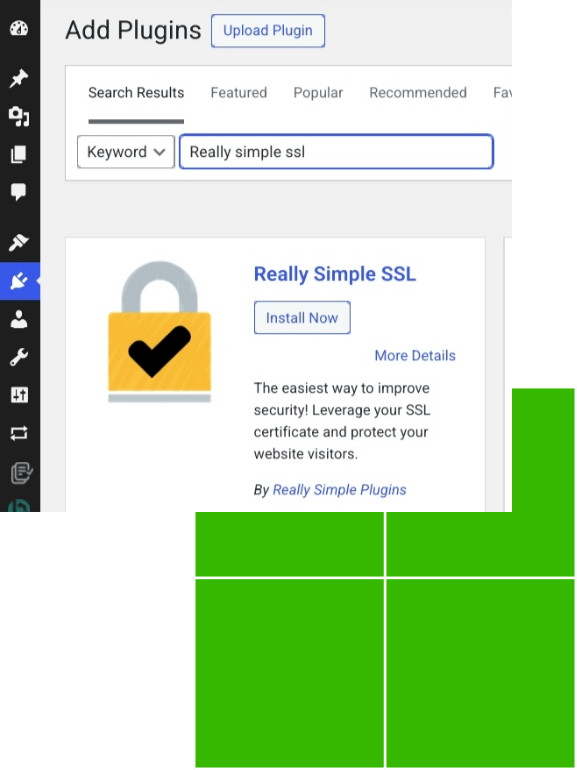 Add Plugins Upload Plugin
Search Results Featured Popular Recommended Fav
Keyword Really simple ssl
Really Simple SSL
Install Now
More Details
The easiest way to improve
security! Leverage your SSL
certificate and protect your
website visitors.
By Really Simple Plugins